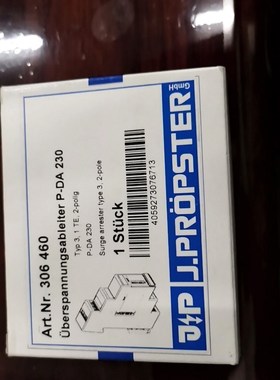 Art.Nr. 306 460
Überspannungsableiter P-DA 230
Typ 3, 1 TE, 2-polig
P-DA 230
Surge arrester type 3, 2-pole
1 Stück
4059273076713
J.PRÖPSTER
GmbH